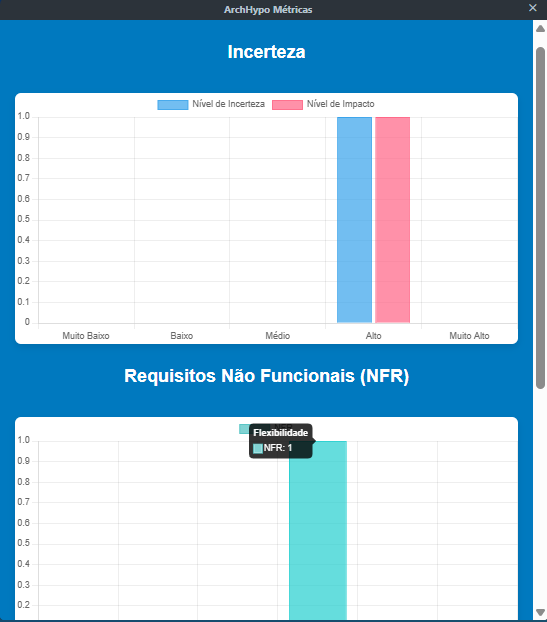 ArchHypo Métricas
Incerteza
Nível de Incerteza Nível de Impacto
1.0
0.9
0.8
0.7
0.6
0.5
0.4
0.3
0.2
0.1
0
Muito Baixo Baixo Médio Alto Muito Alto
Requisitos Não Funcionais (NFR)
Flexibilidade
NFR: 1
1.0
0.9
0.8
0.7
0.6
0.5
0.4
0.3
0.2